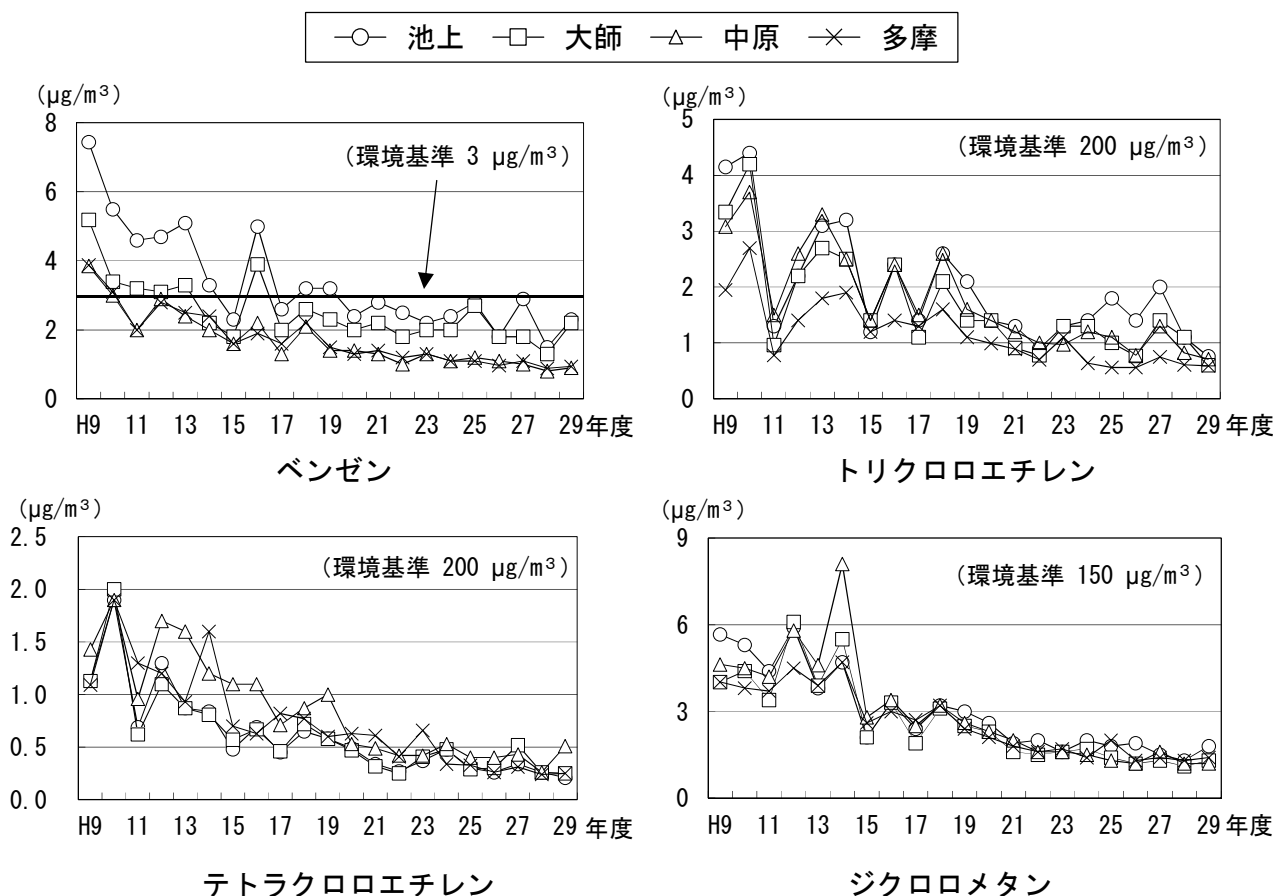 池上 大師 中原 多摩
(μg/m³)
8
6
4
2
0
(環境基準 3 μg/m³)
H9 11 13 15 17 19 21 23 25 27 29 年度
ベンゼン
(μg/m³)
5
4
3
2
1
0
(環境基準 200 μg/m³)
H9 11 13 15 17 19 21 23 25 27 29 年度
トリクロロエチレン
(μg/m³)
2.5
2.0
1.5
1.0
0.5
0.0
(環境基準 200 μg/m³)
H9 11 13 15 17 19 21 23 25 27 29 年度
テトラクロロエチレン
(μg/m³)
9
6
3
0
(環境基準 150 μg/m³)
H9 11 13 15 17 19 21 23 25 27 29 年度
ジクロロメタン